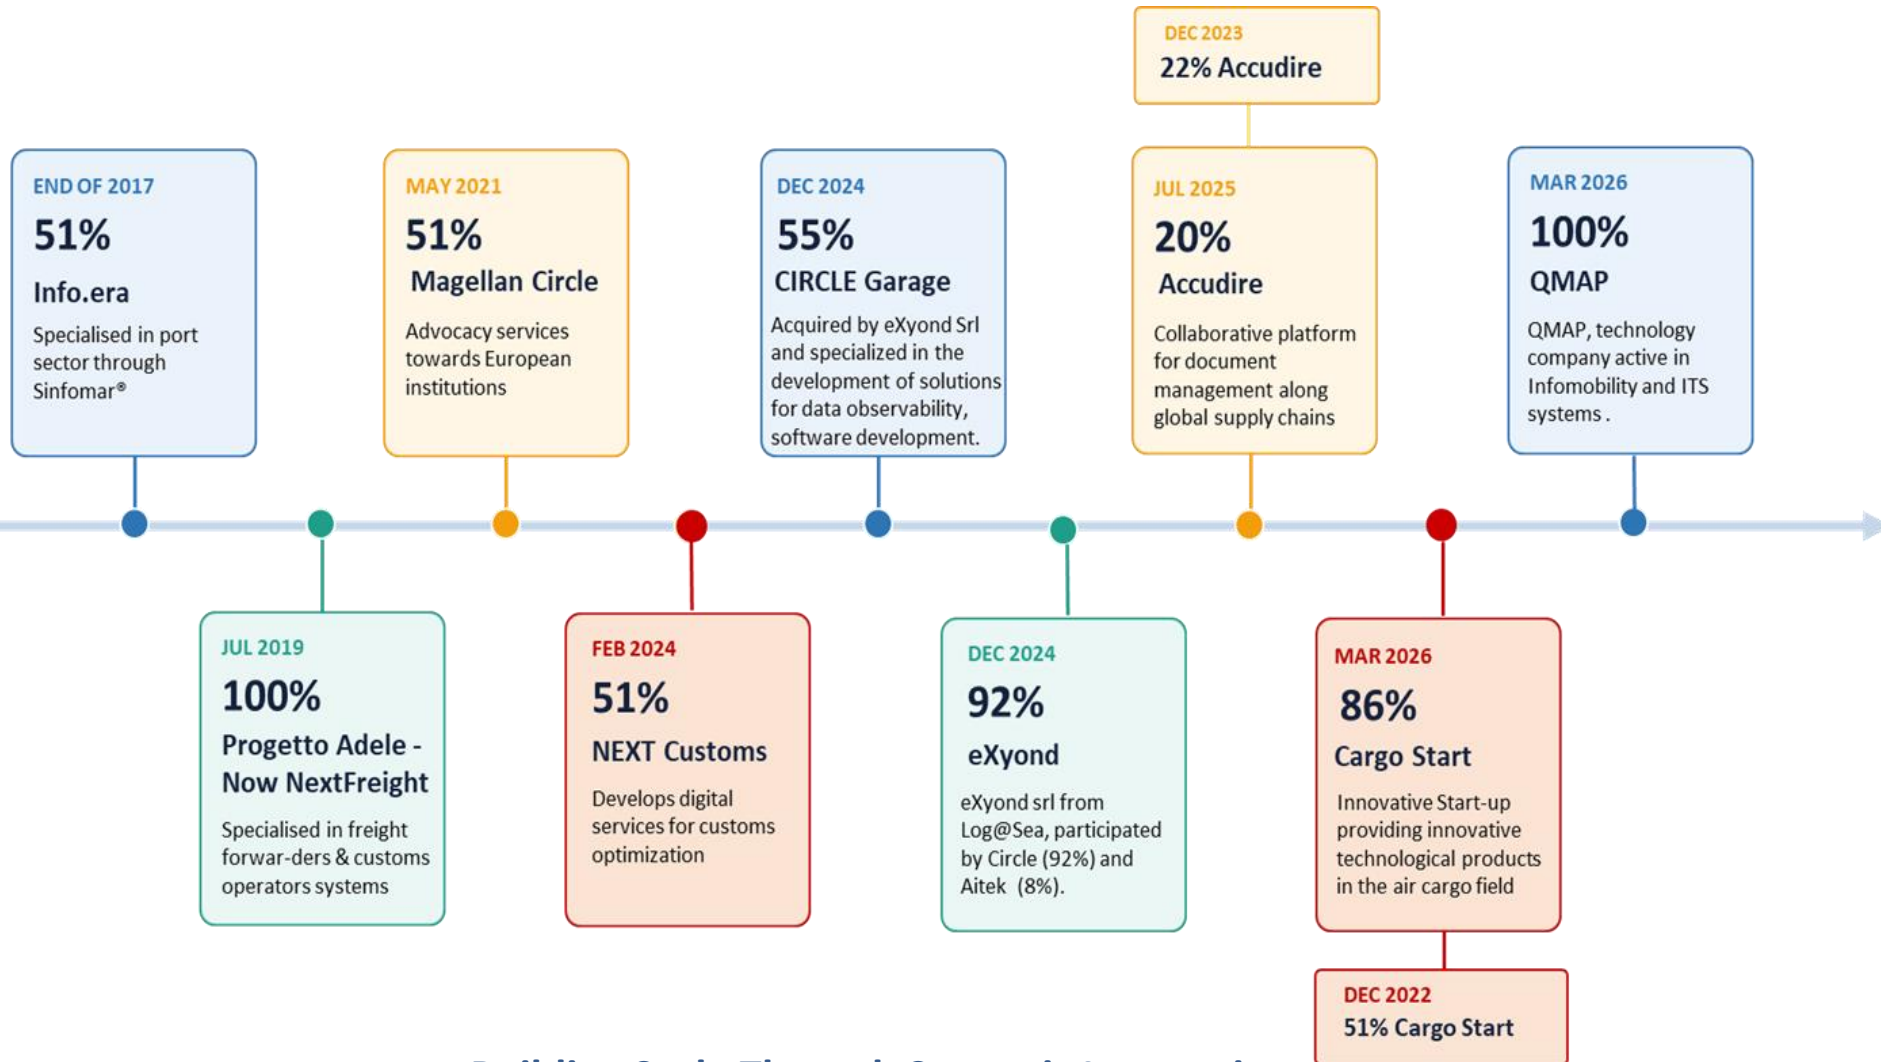 DEC 2023
22% Accudire
END OF 2017
51%
Info.era
Specialised in port
sector through
Sinfomar®
MAY 2021
51%
Magellan Circle
Advocacy services
towards European
institutions
DEC 2024
55%
CIRCLE Garage
Acquired by eXyond Srl
and specialized in the
development of solutions
for data observability,
software development.
JUL 2025
20%
Accudire
Collaborative platform
for document
management along
global supply chains
MAR 2026
100%
QMAP
QMAP, technology
company active in
Infomobility and ITS
systems .
JUL 2019
100%
Progetto Adele -
Now NextFreight
Specialised in freight
forwar-ders & customs
operators systems
FEB 2024
51%
NEXT Customs
Develops digital
services for customs
optimization
DEC 2024
92%
eXyond
eXyond srl from
Log@Sea, participated
by Circle (92%) and
Aitek (8%).
MAR 2026
86%
Cargo Start
Innovative Start-up
providing innovative
technological products
in the air cargo field
DEC 2022
51% Cargo Start